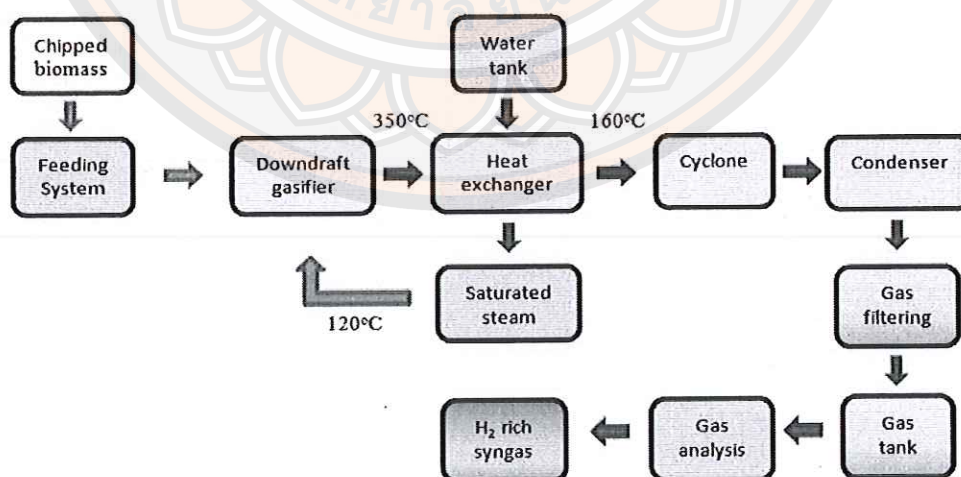 Chipped
biomass
Water
tank
350°C
160°C
Feeding
System
Downdraft
gasifier
Heat
exchanger
Cyclone
Condenser
Saturated
steam
120°C
Gas
filtering
H₂ rich
syngas
Gas
analysis
Gas
tank